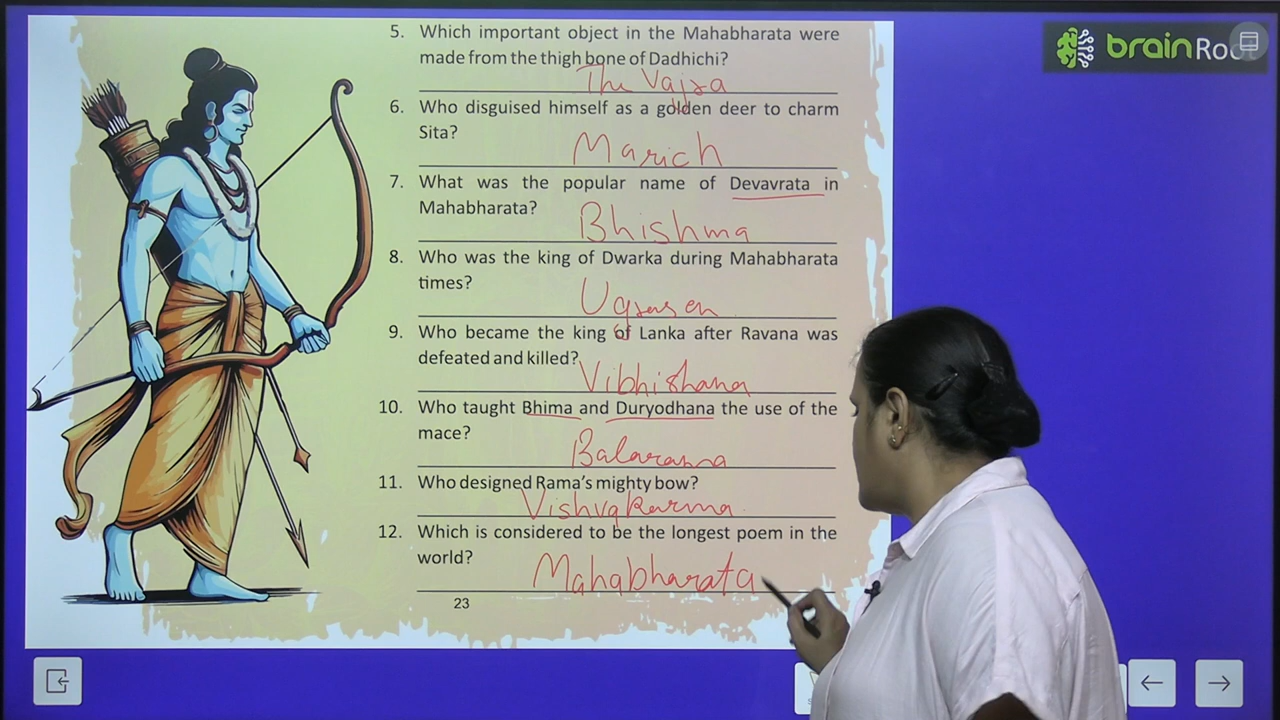 brain Roo
5. Which important object in the Mahabharata were
made from the thigh bone of Dadhichi?
The Vajra
6. Who disguised himself as a golden deer to charm
Sita?
Marich
7. What was the popular name of Devavrata in
Mahabharata?
Bhishma
8. Who was the king of Dwarka during Mahabharata
times?
Ugrasen
9. Who became the king of Lanka after Ravana was
defeated and killed?
Vibhishana
10. Who taught Bhima and Duryodhana the use of the
mace?
Balarama
11. Who designed Rama's mighty bow?
Vishvakarma
12. Which is considered to be the longest poem in the
world?
Mahabharata
23